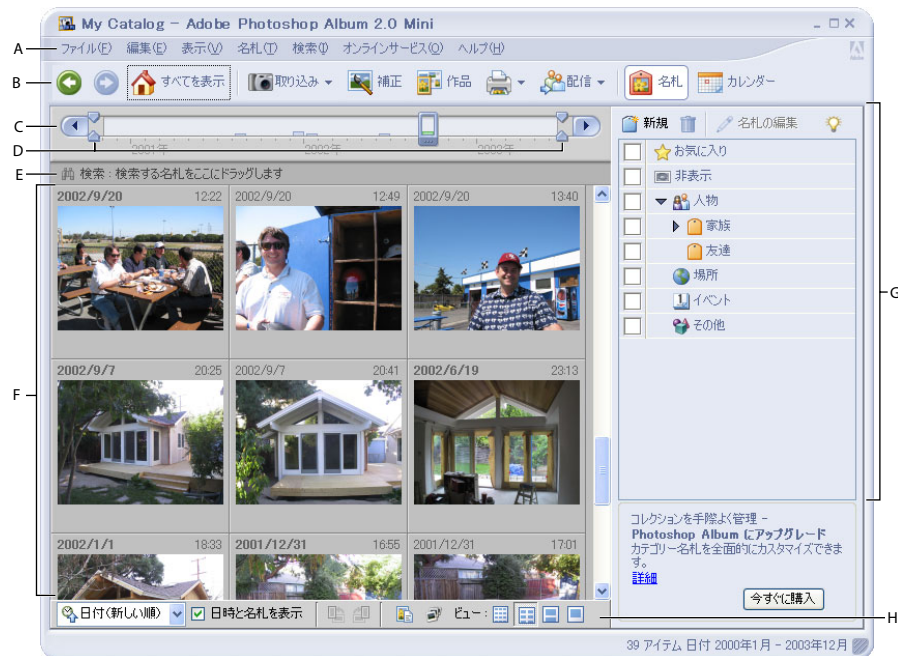 My Catalog - Adobe Photoshop Album 2.0 Mini
A
ファイル(F) 編集(E) 表示(V) 名札(T) 検索(I) オンラインサービス(O) ヘルプ(H)
B
すべてを表示 取り込み 補正 作品 配信 名札 カレンダー
C
D
2001年 2002年 2003年
E
検索 : 検索する名札をここにドラッグします
新規 名札の編集
お気に入り
非表示
人物
家族
友達
場所
イベント
その他
G
F
2002/9/20 12:22 2002/9/20 12:49 2002/9/20 13:40
2002/9/7 20:25 2002/9/7 20:41 2002/6/19 23:13
2002/1/1 18:33 2001/12/31 16:55 2001/12/31 17:01
コレクションを手際よく管理 -
Photoshop Album にアップグレード
カテゴリー名札を全面的にカスタマイズできま
す。
詳細
今すぐに購入
日付(新しい順) 日時と名札を表示 ビュー :
H
39 アイテム 日付 2000年1月 - 2003年12月